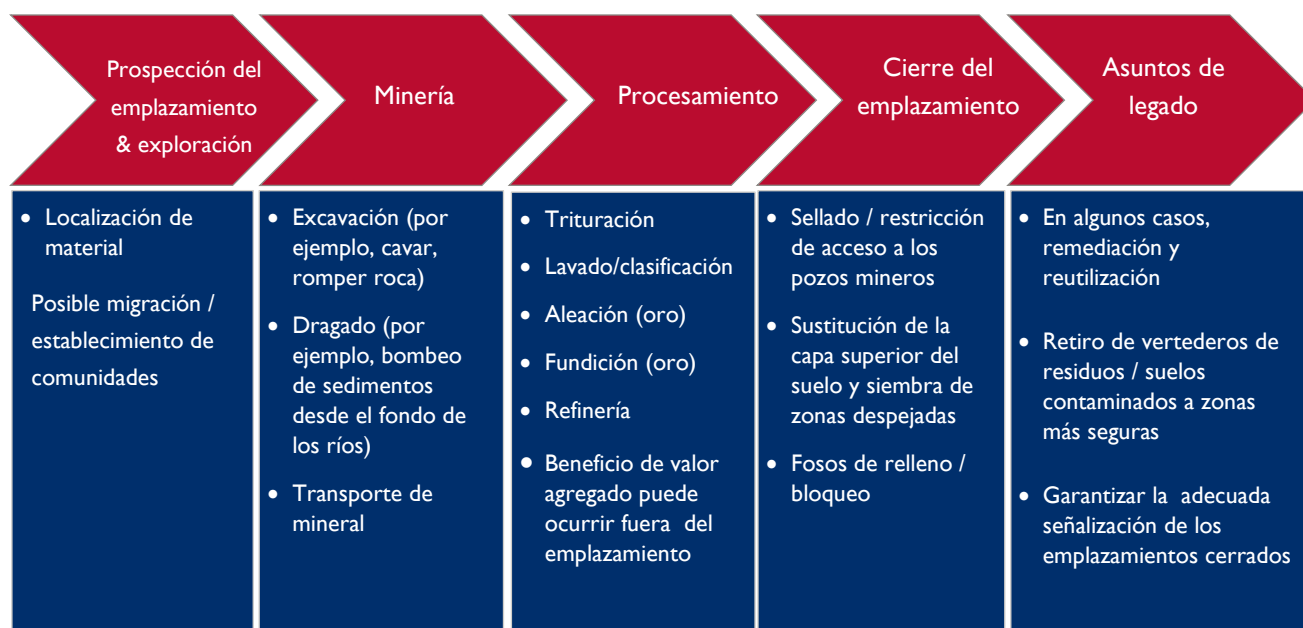 Prospección del
emplazamiento
& exploración
Minería
Procesamiento
Cierre del
emplazamiento
Asuntos de
legado
• Localización de
material
Posible migración /
establecimiento de
comunidades
• Excavación (por
ejemplo, cavar,
romper roca)
• Dragado (por
ejemplo, bombeo
de sedimentos
desde el fondo de
los ríos)
• Transporte de
mineral
• Trituración
• Lavado/clasificación
• Aleación (oro)
• Fundición (oro)
• Refinería
• Beneficio de valor
agregado puede
ocurrir fuera del
emplazamiento
• Sellado / restricción
de acceso a los
pozos mineros
• Sustitución de la
capa superior del
suelo y siembra de
zonas despejadas
• Fosos de relleno /
bloqueo
• En algunos casos,
remediación y
reutilización
• Retiro de vertederos de
residuos / suelos
contaminados a zonas
más seguras
• Garantizar la adecuada
señalización de los
emplazamientos cerrados